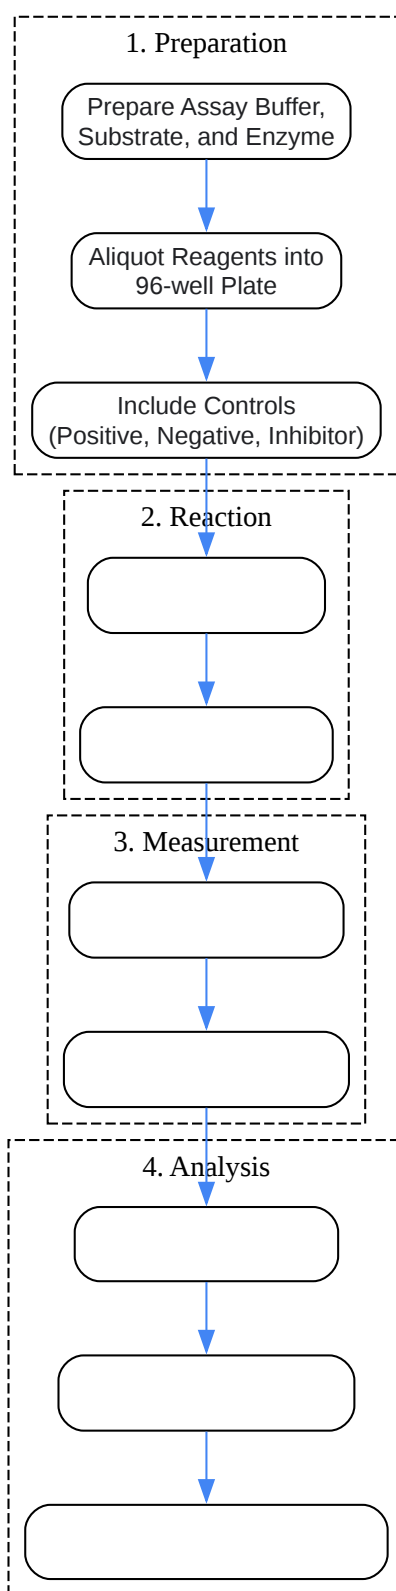 1. Preparation
Prepare Assay Buffer,
Substrate, and Enzyme
Aliquot Reagents into
96-well Plate
Include Controls
(Positive, Negative, Inhibitor)
2. Reaction
3. Measurement
4. Analysis